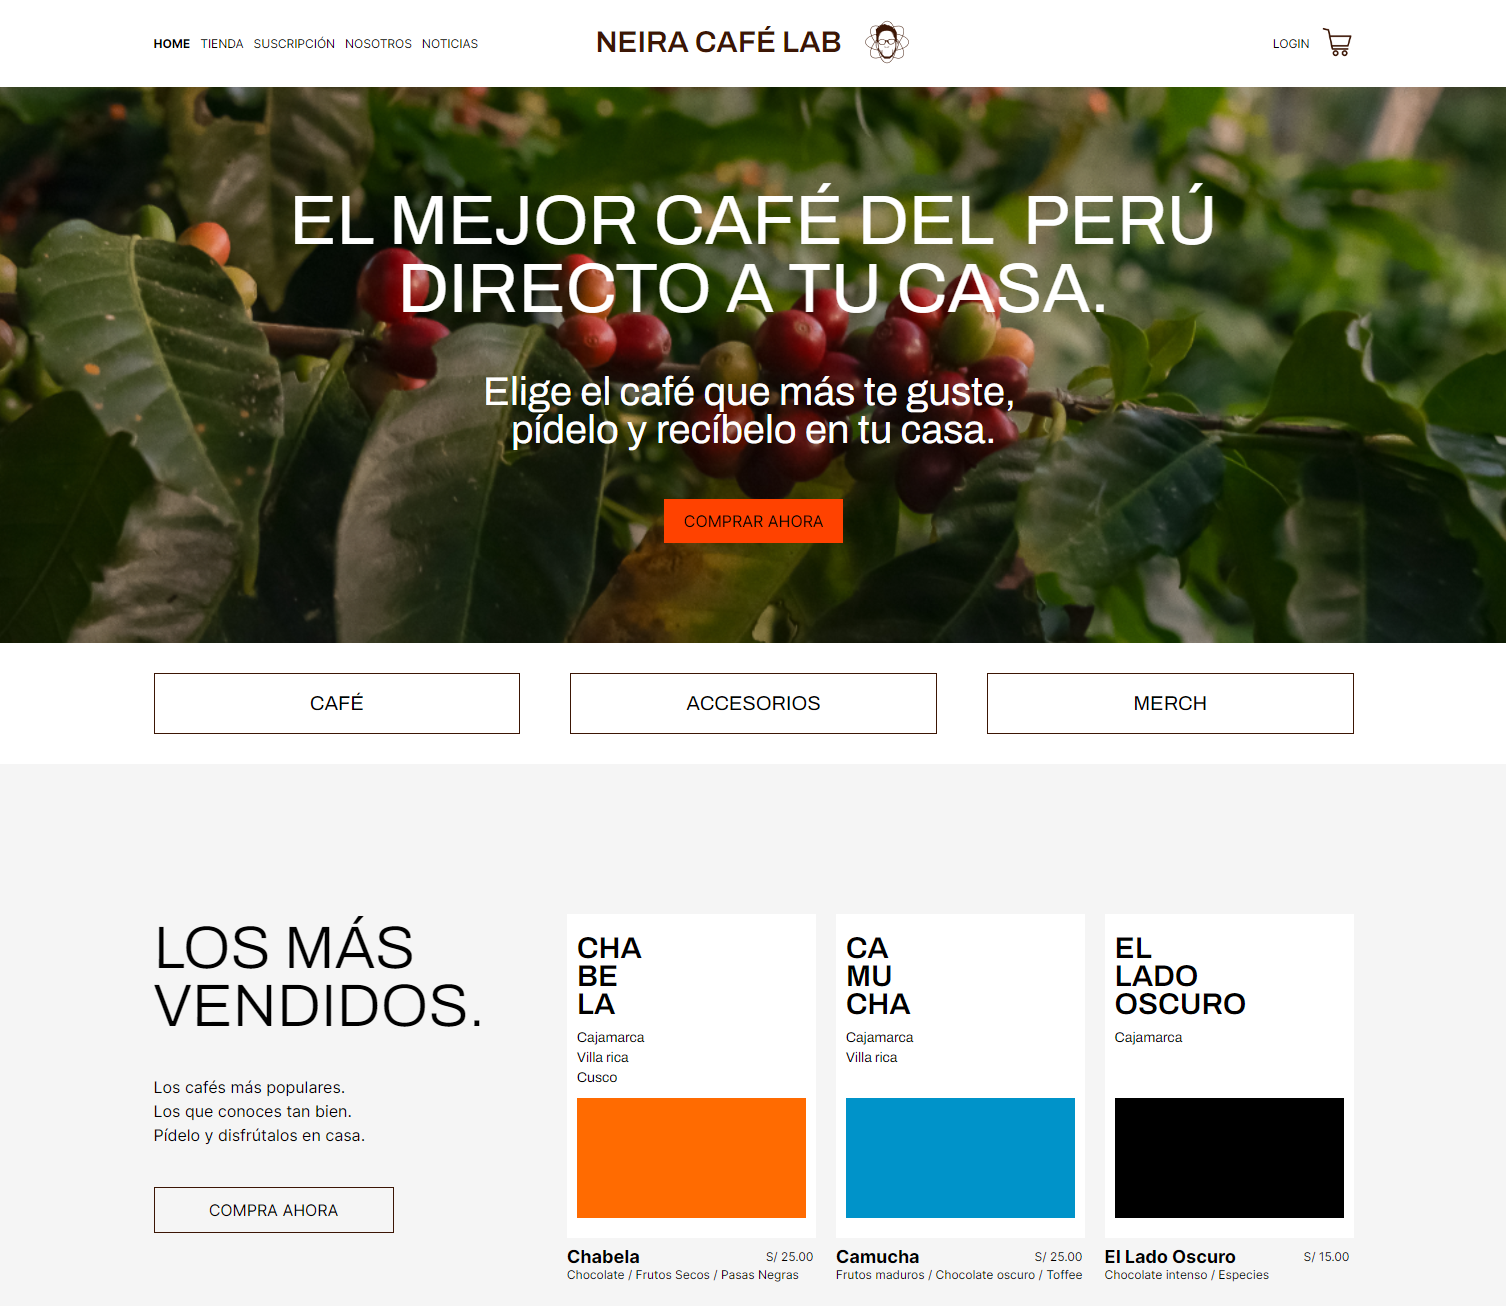 HOME TIENDA SUSCRIPCIÓN NOSOTROS NOTICIAS
NEIRA CAFÉ LAB
LOGIN
EL MEJOR CAFÉ DEL PERÚ
DIRECTO A TU CASA.
Elige el café que más te guste,
pídelo y recíbelo en tu casa.
COMPRAR AHORA
CAFÉ
ACCESORIOS
MERCH
LOS MÁS
VENDIDOS.
Los cafés más populares.
Los que conoces tan bien.
Pídelo y disfrútalos en casa.
COMPRA AHORA
CHA
BE
LA
Cajamarca
Villa rica
Cusco
Chabela S/ 25.00
Chocolate / Frutos Secos / Pasas Negras
CA
MU
CHA
Cajamarca
Villa rica
Camucha S/ 25.00
Frutos maduros / Chocolate oscuro / Toffee
EL
LADO
OSCURO
Cajamarca
El Lado Oscuro S/ 15.00
Chocolate intenso / Especies